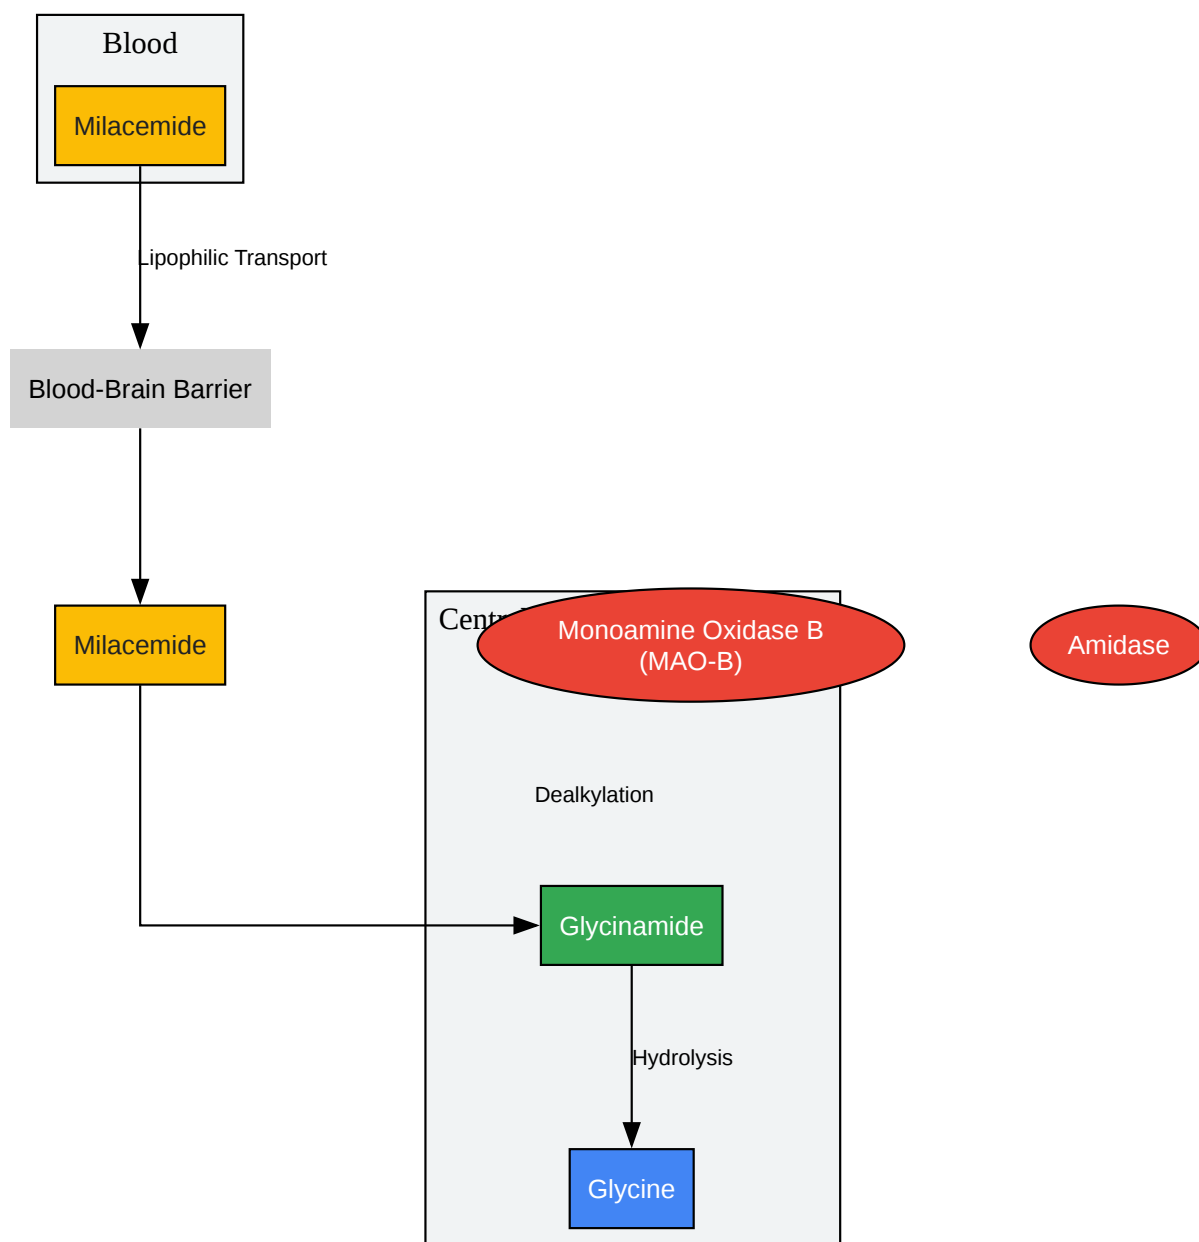 Blood
Milacemide
Lipophilic Transport
Blood-Brain Barrier
Milacemide
Monoamine Oxidase B
(MAO-B)
Amidase
Dealkylation
Glycinamide
Hydrolysis
Glycine